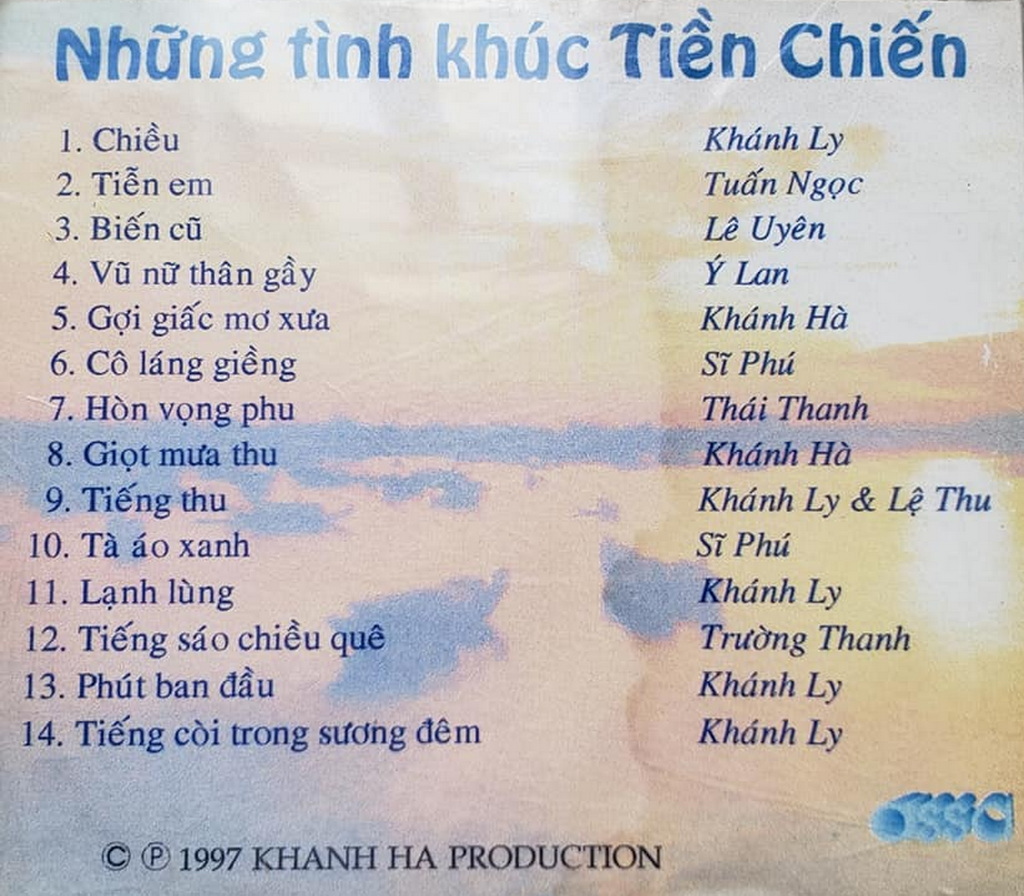 Những tình khúc Tiền Chiến
1. Chiều Khánh Ly
2. Tiễn em Tuấn Ngọc
3. Biến cũ Lê Uyên
4. Vũ nữ thân gầy Ý Lan
5. Gợi giấc mơ xưa Khánh Hà
6. Cô láng giềng Sĩ Phú
7. Hòn vọng phu Thái Thanh
8. Giọt mưa thu Khánh Hà
9. Tiếng thu Khánh Ly & Lệ Thu
10. Tà áo xanh Sĩ Phú
11. Lạnh lùng Khánh Ly
12. Tiếng sáo chiều quê Trường Thanh
13. Phút ban đầu Khánh Ly
14. Tiếng còi trong sương đêm Khánh Ly
© ℗ 1997 KHANH HA PRODUCTION